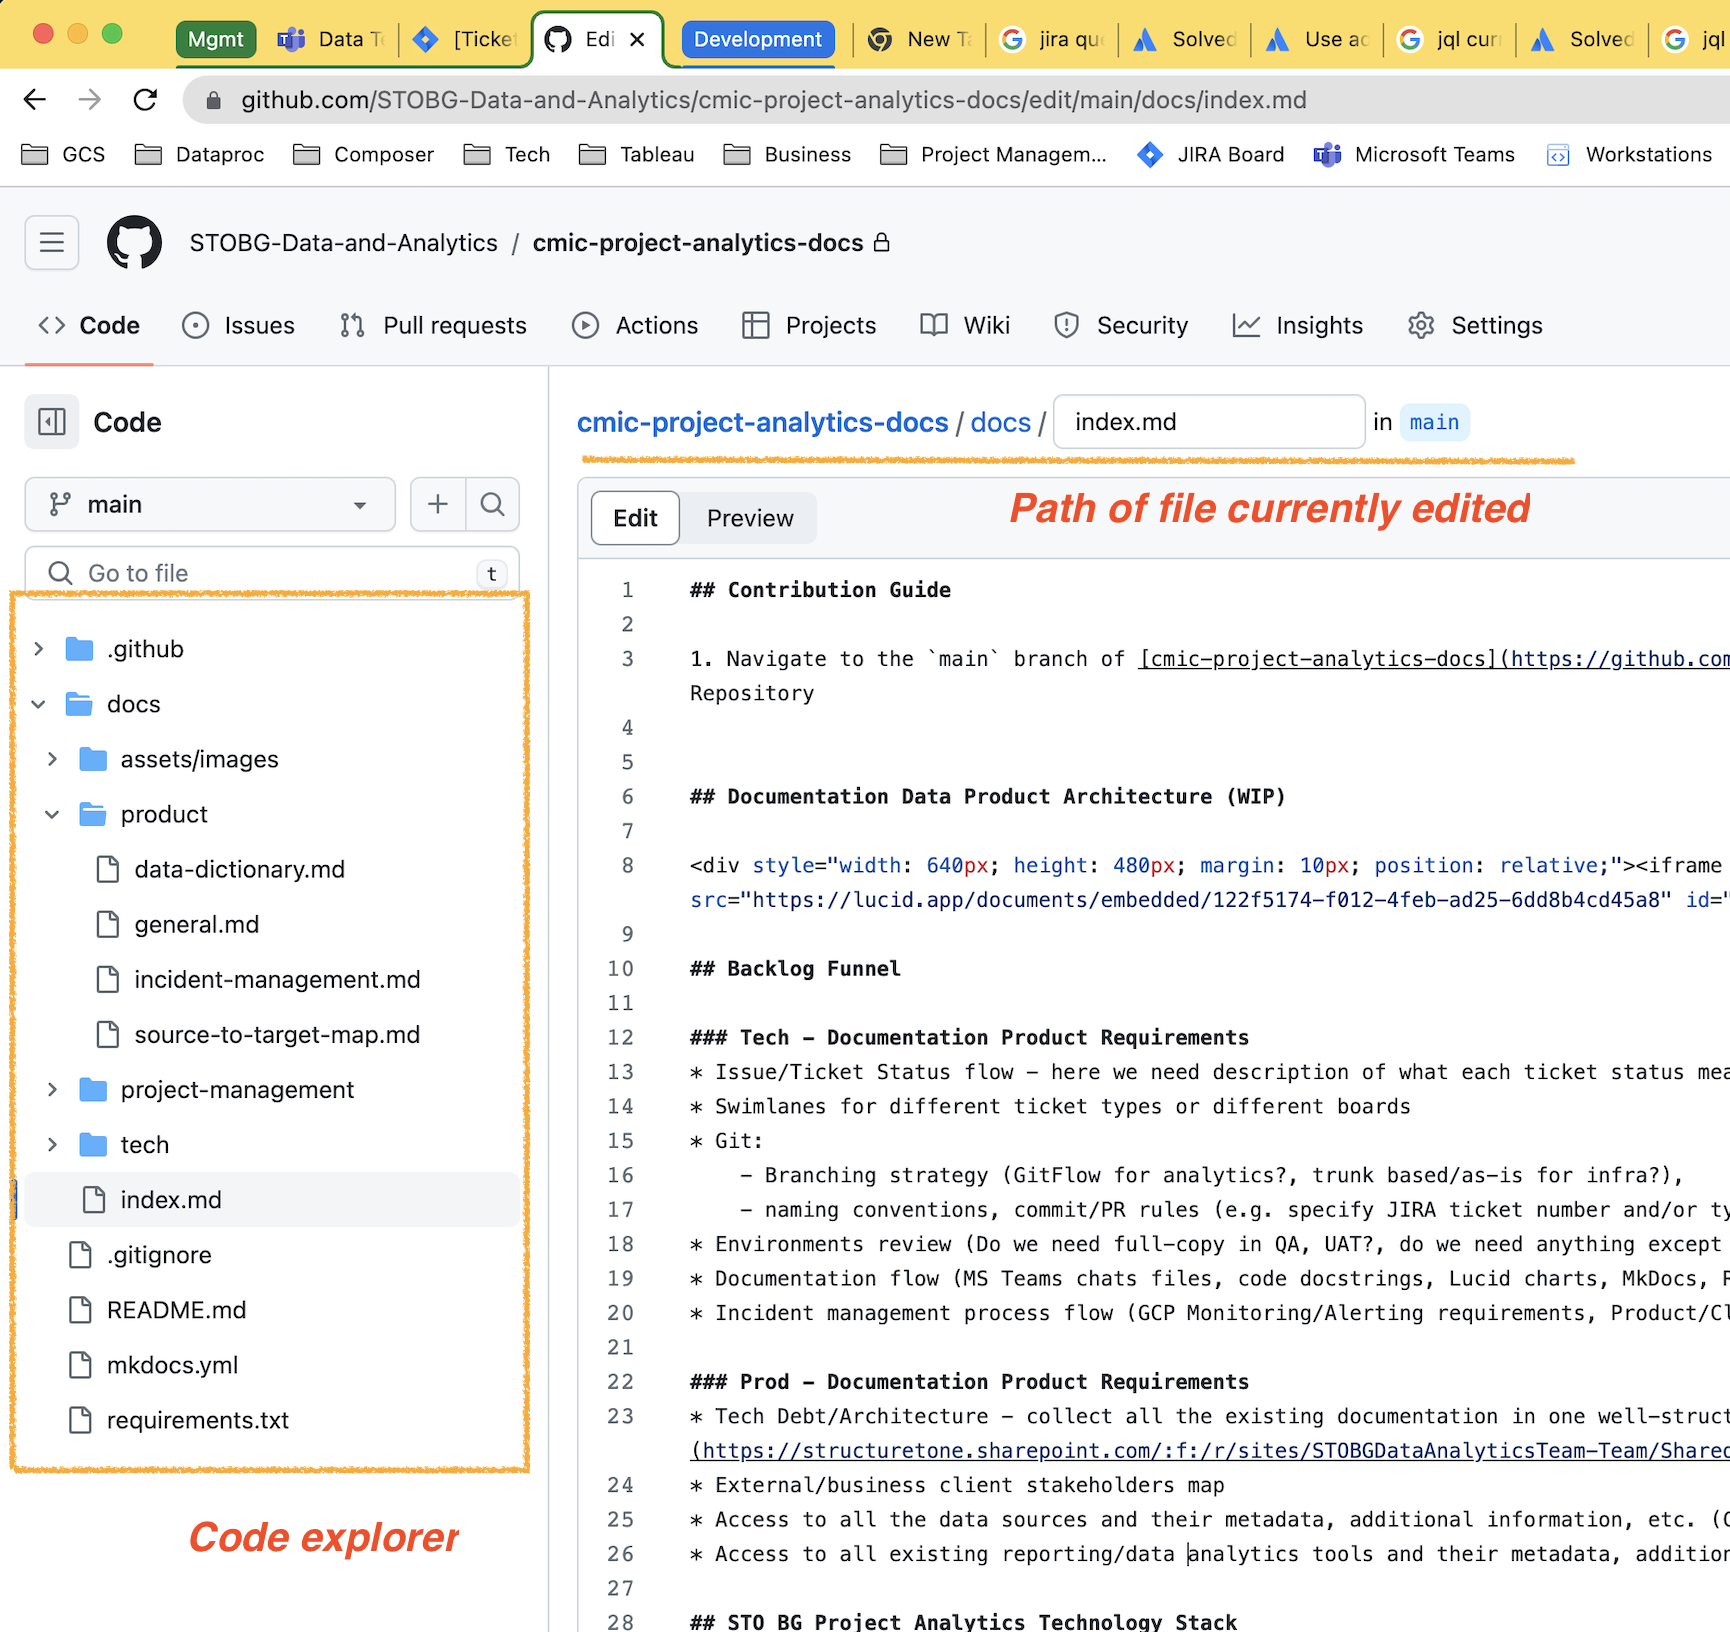 Mgmt Data Te [Ticket Edi Development New Ta jira que Solved Use ad jql curr Solved jql
github.com/STOBG-Data-and-Analytics/cmic-project-analytics-docs/edit/main/docs/index.md
GCS Dataproc Composer Tech Tableau Business Project Managem... JIRA Board Microsoft Teams Workstations
STOBG-Data-and-Analytics / cmic-project-analytics-docs
Code Issues Pull requests Actions Projects Wiki Security Insights Settings
Code
main
Go to file t
.github
docs
assets/images
product
data-dictionary.md
general.md
incident-management.md
source-to-target-map.md
project-management
tech
index.md
.gitignore
README.md
mkdocs.yml
requirements.txt
Code explorer
cmic-project-analytics-docs / docs / index.md in main
Path of file currently edited
Edit Preview
1 ## Contribution Guide
2
3 1. Navigate to the `main` branch of [cmic-project-analytics-docs](https://github.com
Repository
4
5
6 ## Documentation Data Product Architecture (WIP)
7
8 <div style="width: 640px; height: 480px; margin: 10px; position: relative;"><iframe
src="https://lucid.app/documents/embedded/122f5174-f012-4feb-ad25-6dd8b4cd45a8" id="
9
10 ## Backlog Funnel
11
12 ### Tech - Documentation Product Requirements
13 * Issue/Ticket Status flow - here we need description of what each ticket status mea
14 * Swimlanes for different ticket types or different boards
15 * Git:
16 - Branching strategy (GitFlow for analytics?, trunk based/as-is for infra?),
17 - naming conventions, commit/PR rules (e.g. specify JIRA ticket number and/or ty
18 * Environments review (Do we need full-copy in QA, UAT?, do we need anything except
19 * Documentation flow (MS Teams chats files, code docstrings, Lucid charts, MkDocs, R
20 * Incident management process flow (GCP Monitoring/Alerting requirements, Product/Cl
21
22 ### Prod - Documentation Product Requirements
23 * Tech Debt/Architecture - collect all the existing documentation in one well-struct
(https://structuretone.sharepoint.com/:f:/r/sites/STOBGDataAnalyticsTeam-Team/Shared
24 * External/business client stakeholders map
25 * Access to all the data sources and their metadata, additional information, etc. (C
26 * Access to all existing reporting/data analytics tools and their metadata, addition
27
28 ## STO BG Project Analytics Technology Stack